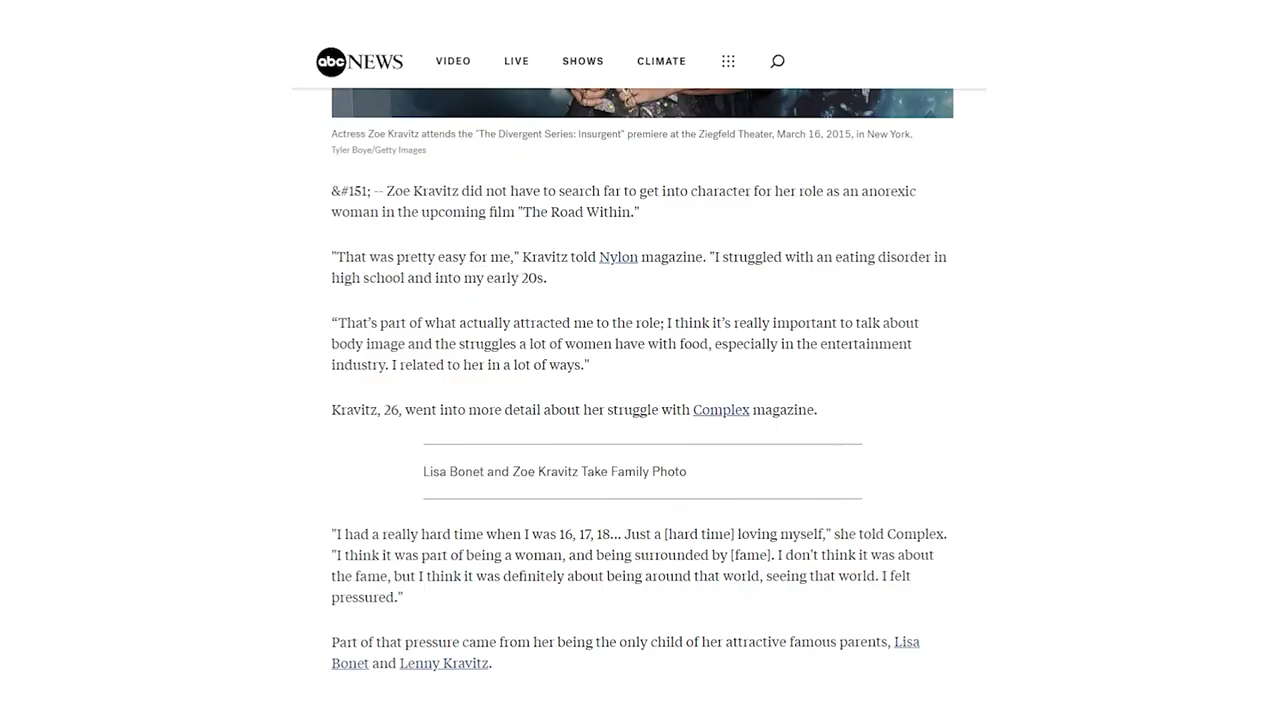 abc NEWS VIDEO LIVE SHOWS CLIMATE
Actress Zoe Kravitz attends the "The Divergent Series: Insurgent" premiere at the Ziegfeld Theater, March 16, 2015, in New York.
Tyler Boye/Getty Images
&#151; -- Zoe Kravitz did not have to search far to get into character for her role as an anorexic
woman in the upcoming film "The Road Within."
"That was pretty easy for me," Kravitz told Nylon magazine. "I struggled with an eating disorder in
high school and into my early 20s.
“That’s part of what actually attracted me to the role; I think it’s really important to talk about
body image and the struggles a lot of women have with food, especially in the entertainment
industry. I related to her in a lot of ways."
Kravitz, 26, went into more detail about her struggle with Complex magazine.
Lisa Bonet and Zoe Kravitz Take Family Photo
"I had a really hard time when I was 16, 17, 18... Just a [hard time] loving myself," she told Complex.
"I think it was part of being a woman, and being surrounded by [fame]. I don't think it was about
the fame, but I think it was definitely about being around that world, seeing that world. I felt
pressured."
Part of that pressure came from her being the only child of her attractive famous parents, Lisa
Bonet and Lenny Kravitz.